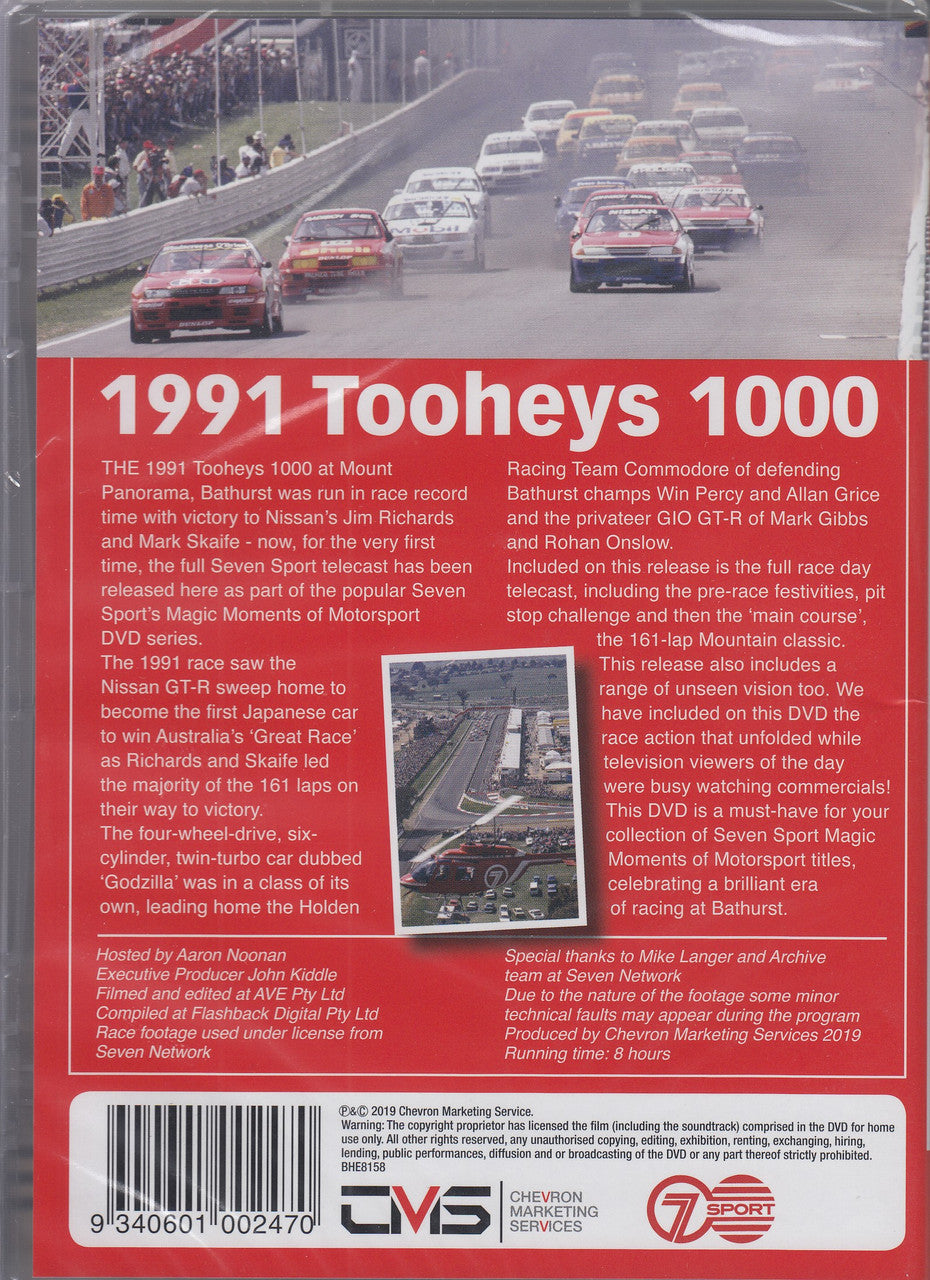 NISSAN
NISSAN
Mobil
DUNLOP
1991 Tooheys 1000
THE 1991 Tooheys 1000 at Mount
Panorama, Bathurst was run in race record
time with victory to Nissan's Jim Richards
and Mark Skaife - now, for the very first
time, the full Seven Sport telecast has been
released here as part of the popular Seven
Sport's Magic Moments of Motorsport
DVD series.
The 1991 race saw the
Nissan GT-R sweep home to
become the first Japanese car
to win Australia's 'Great Race'
as Richards and Skaife led
the majority of the 161 laps on
their way to victory.
The four-wheel-drive, six-
cylinder, twin-turbo car dubbed
'Godzilla' was in a class of its
own, leading home the Holden
Racing Team Commodore of defending
Bathurst champs Win Percy and Allan Grice
and the privateer GIO GT-R of Mark Gibbs
and Rohan Onslow.
Included on this release is the full race day
telecast, including the pre-race festivities, pit
stop challenge and then the 'main course',
the 161-lap Mountain classic.
This release also includes a
range of unseen vision too. We
have included on this DVD the
race action that unfolded while
television viewers of the day
were busy watching commercials!
This DVD is a must-have for your
collection of Seven Sport Magic
Moments of Motorsport titles,
celebrating a brilliant era
of racing at Bathurst.
7
Hosted by Aaron Noonan
Executive Producer John Kiddle
Filmed and edited at AVE Pty Ltd
Compiled at Flashback Digital Pty Ltd
Race footage used under license from
Seven Network
Special thanks to Mike Langer and Archive
team at Seven Network
Due to the nature of the footage some minor
technical faults may appear during the program
Produced by Chevron Marketing Services 2019
Running time: 8 hours
9 340601 002470
℗&© 2019 Chevron Marketing Service.
Warning: The copyright proprietor has licensed the film (including the soundtrack) comprised in the DVD for home
use only. All other rights reserved, any unauthorised copying, editing, exhibition, renting, exchanging, hiring,
lending, public performances, diffusion and or broadcasting of the DVD or any part thereof strictly prohibited.
BHE8158
CMS
CHEVRON
MARKETING
SERVICES
7 SPORT